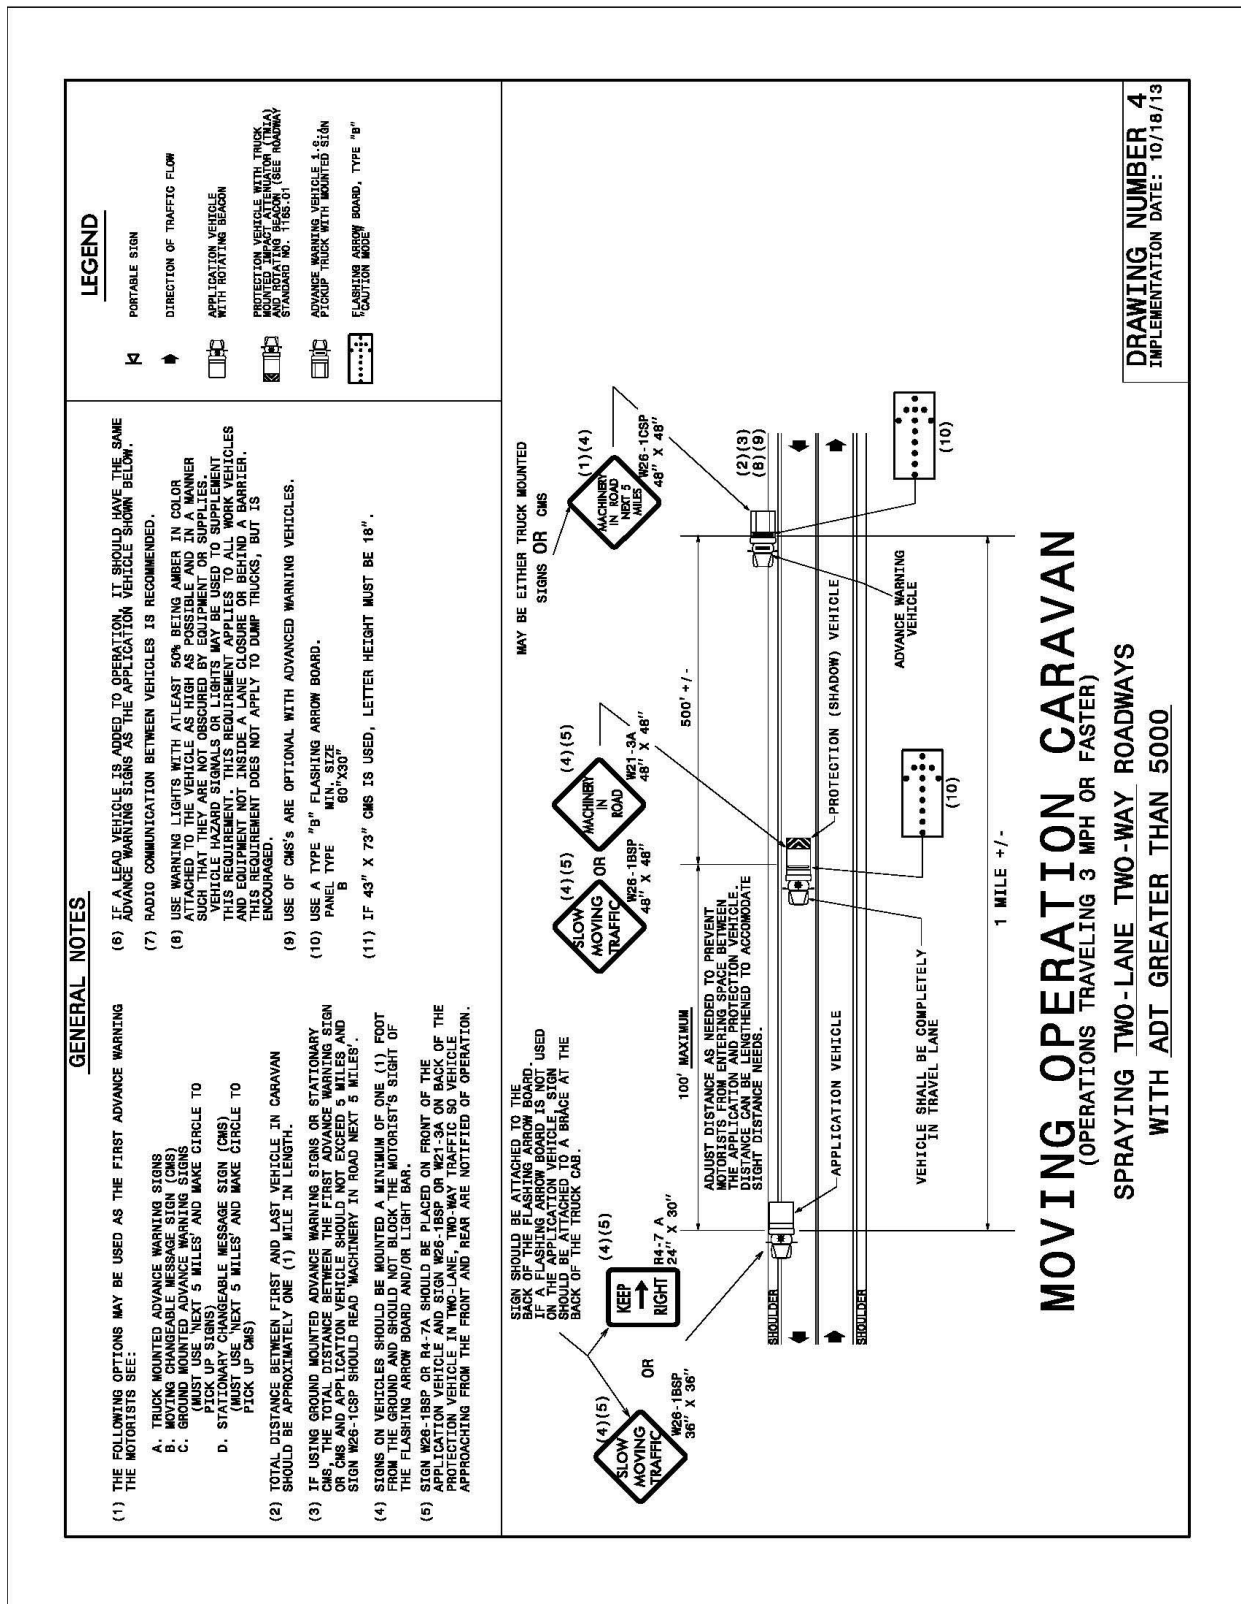 GENERAL NOTES
(1) THE FOLLOWING OPTIONS MAY BE USED AS THE FIRST ADVANCE WARNING
THE MOTORISTS SEE:
A. TRUCK MOUNTED ADVANCE WARNING SIGNS
B. MOVING CHANGEABLE MESSAGE SIGN (CMS)
C. GROUND MOUNTED ADVANCE WARNING SIGNS
(MUST USE 'NEXT 5 MILES' AND MAKE CIRCLE TO
PICK UP SIGNS)
D. STATIONARY CHANGEABLE MESSAGE SIGN (CMS)
(MUST USE 'NEXT 5 MILES' AND MAKE CIRCLE TO
PICK UP CMS)
(2) TOTAL DISTANCE BETWEEN FIRST AND LAST VEHICLE IN CARAVAN
SHOULD BE APPROXIMATELY ONE (1) MILE IN LENGTH.
(3) IF USING GROUND MOUNTED ADVANCE WARNING SIGNS OR STATIONARY
CMS, THE TOTAL DISTANCE BETWEEN THE FIRST ADVANCE WARNING SIGN
OR CMS AND APPLICATION VEHICLE SHOULD NOT EXCEED 5 MILES AND
SIGN W26-1CSP SHOULD READ 'MACHINERY IN ROAD NEXT 5 MILES'.
(4) SIGNS ON VEHICLES SHOULD BE MOUNTED A MINIMUM OF ONE (1) FOOT
FROM THE GROUND AND SHOULD NOT BLOCK THE MOTORIST'S SIGHT OF
THE FLASHING ARROW BOARD AND/OR LIGHT BAR.
(5) SIGN W26-1BSP OR R4-7A SHOULD BE PLACED ON FRONT OF THE
APPLICATION VEHICLE AND SIGN W26-1BSP OR W21-3A ON BACK OF THE
PROTECTION VEHICLE IN TWO-LANE, TWO-WAY TRAFFIC SO VEHICLE
APPROACHING FROM THE FRONT AND REAR ARE NOTIFIED OF OPERATION.
(6) IF A LEAD VEHICLE IS ADDED TO OPERATION, IT SHOULD HAVE THE SAME
ADVANCE WARNING SIGNS AS THE APPLICATION VEHICLE SHOWN BELOW.
(7) RADIO COMMUNICATION BETWEEN VEHICLES IS RECOMMENDED.
(8) USE WARNING LIGHTS WITH ATLEAST 50% BEING AMBER IN COLOR
ATTACHED TO THE VEHICLE AS HIGH AS POSSIBLE AND IN A MANNER
SUCH THAT THEY ARE NOT OBSCURED BY EQUIPMENT OR SUPPLIES.
VEHICLE HAZARD SIGNALS OR LIGHTS MAY BE USED TO SUPPLEMENT
THIS REQUIREMENT. THIS REQUIREMENT APPLIES TO ALL WORK VEHICLES
AND EQUIPMENT NOT INSIDE A LANE CLOSURE OR BEHIND A BARRIER.
THIS REQUIREMENT DOES NOT APPLY TO DUMP TRUCKS, BUT IS
ENCOURAGED.
(9) USE OF CMS's ARE OPTIONAL WITH ADVANCED WARNING VEHICLES.
(10) USE A TYPE "B" FLASHING ARROW BOARD.
PANEL TYPE MIN. SIZE
B 60"X30"
(11) IF 43" X 73" CMS IS USED, LETTER HEIGHT MUST BE 18".
LEGEND
PORTABLE SIGN
DIRECTION OF TRAFFIC FLOW
APPLICATION VEHICLE
WITH ROTATING BEACON
PROTECTION VEHICLE WITH TRUCK
MOUNTED IMPACT ATTENUATOR (TMIA)
AND ROTATING BEACON (SEE ROADWAY
STANDARD NO. 1165.01
ADVANCE WARNING VEHICLE i.e.
PICKUP TRUCK WITH MOUNTED SIGN
FLASHING ARROW BOARD, TYPE "B"
"CAUTION MODE"
SIGN SHOULD BE ATTACHED TO THE
BACK OF THE FLASHING ARROW BOARD.
IF A FLASHING ARROW BOARD IS NOT USED
ON THE APPLICATION VEHICLE, SIGN
SHOULD BE ATTACHED TO A BRACE AT THE
BACK OF THE TRUCK CAB.
(4)(5)
SLOW
MOVING
TRAFFIC
W26-1BSP
36" X 36"
OR
(4)(5)
KEEP
RIGHT
R4-7 A
24" X 30"
(4)(5)
SLOW
MOVING
TRAFFIC
W26-1BSP
48" X 48"
OR
(4)(5)
MACHINERY
IN
ROAD
W21-3A
48" X 48"
MAY BE EITHER TRUCK MOUNTED
SIGNS OR CMS
(1)(4)
MACHINERY
IN ROAD
NEXT 5
MILES
W26-1CSP
48" X 48"
100' MAXIMUM
500' +/-
ADJUST DISTANCE AS NEEDED TO PREVENT
MOTORISTS FROM ENTERING SPACE BETWEEN
THE APPLICATION AND PROTECTION VEHICLE.
DISTANCE CAN BE LENGTHENED TO ACCOMODATE
SIGHT DISTANCE NEEDS.
(2)(3)
(8)(9)
SHOULDER
SHOULDER
APPLICATION VEHICLE
PROTECTION (SHADOW) VEHICLE
ADVANCE WARNING
VEHICLE
VEHICLE SHALL BE COMPLETELY
IN TRAVEL LANE
(10)
(10)
1 MILE +/-
MOVING OPERATION CARAVAN
(OPERATIONS TRAVELING 3 MPH OR FASTER)
SPRAYING TWO-LANE TWO-WAY ROADWAYS
WITH ADT GREATER THAN 5000
DRAWING NUMBER 4
IMPLEMENTATION DATE: 10/18/13